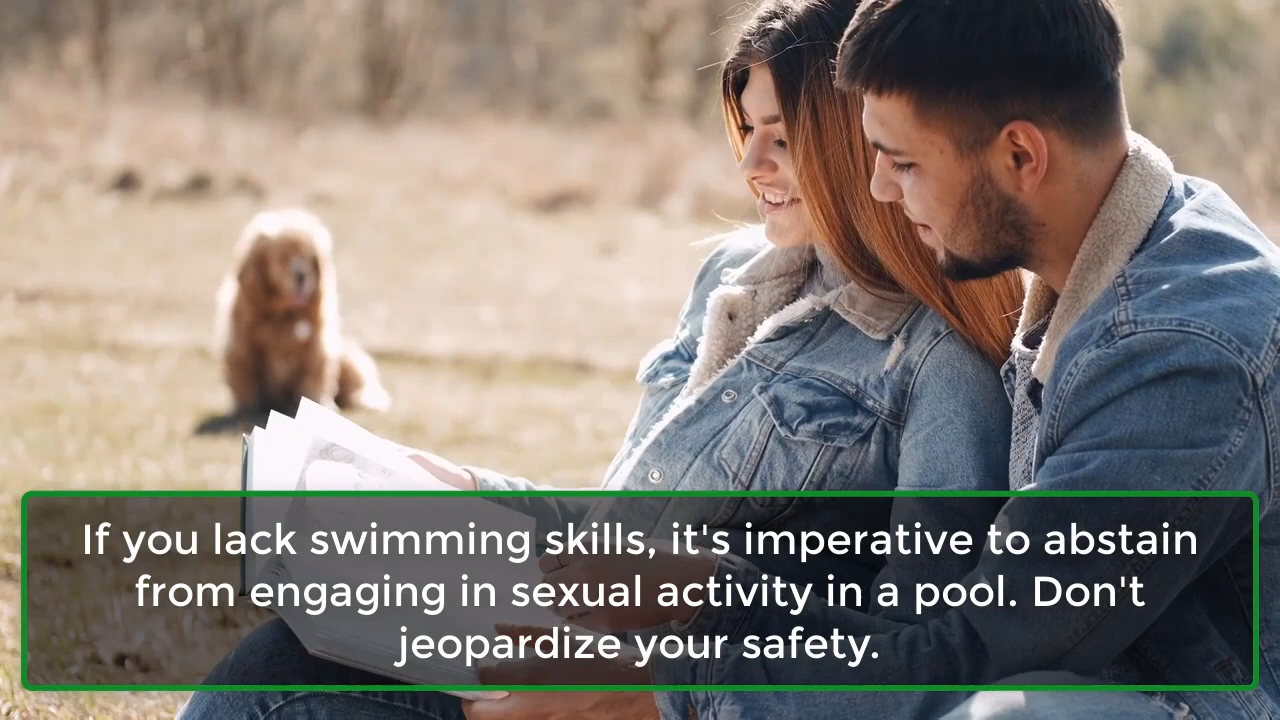 If you lack swimming skills, it's imperative to abstain
from engaging in sexual activity in a pool. Don't
jeopardize your safety.